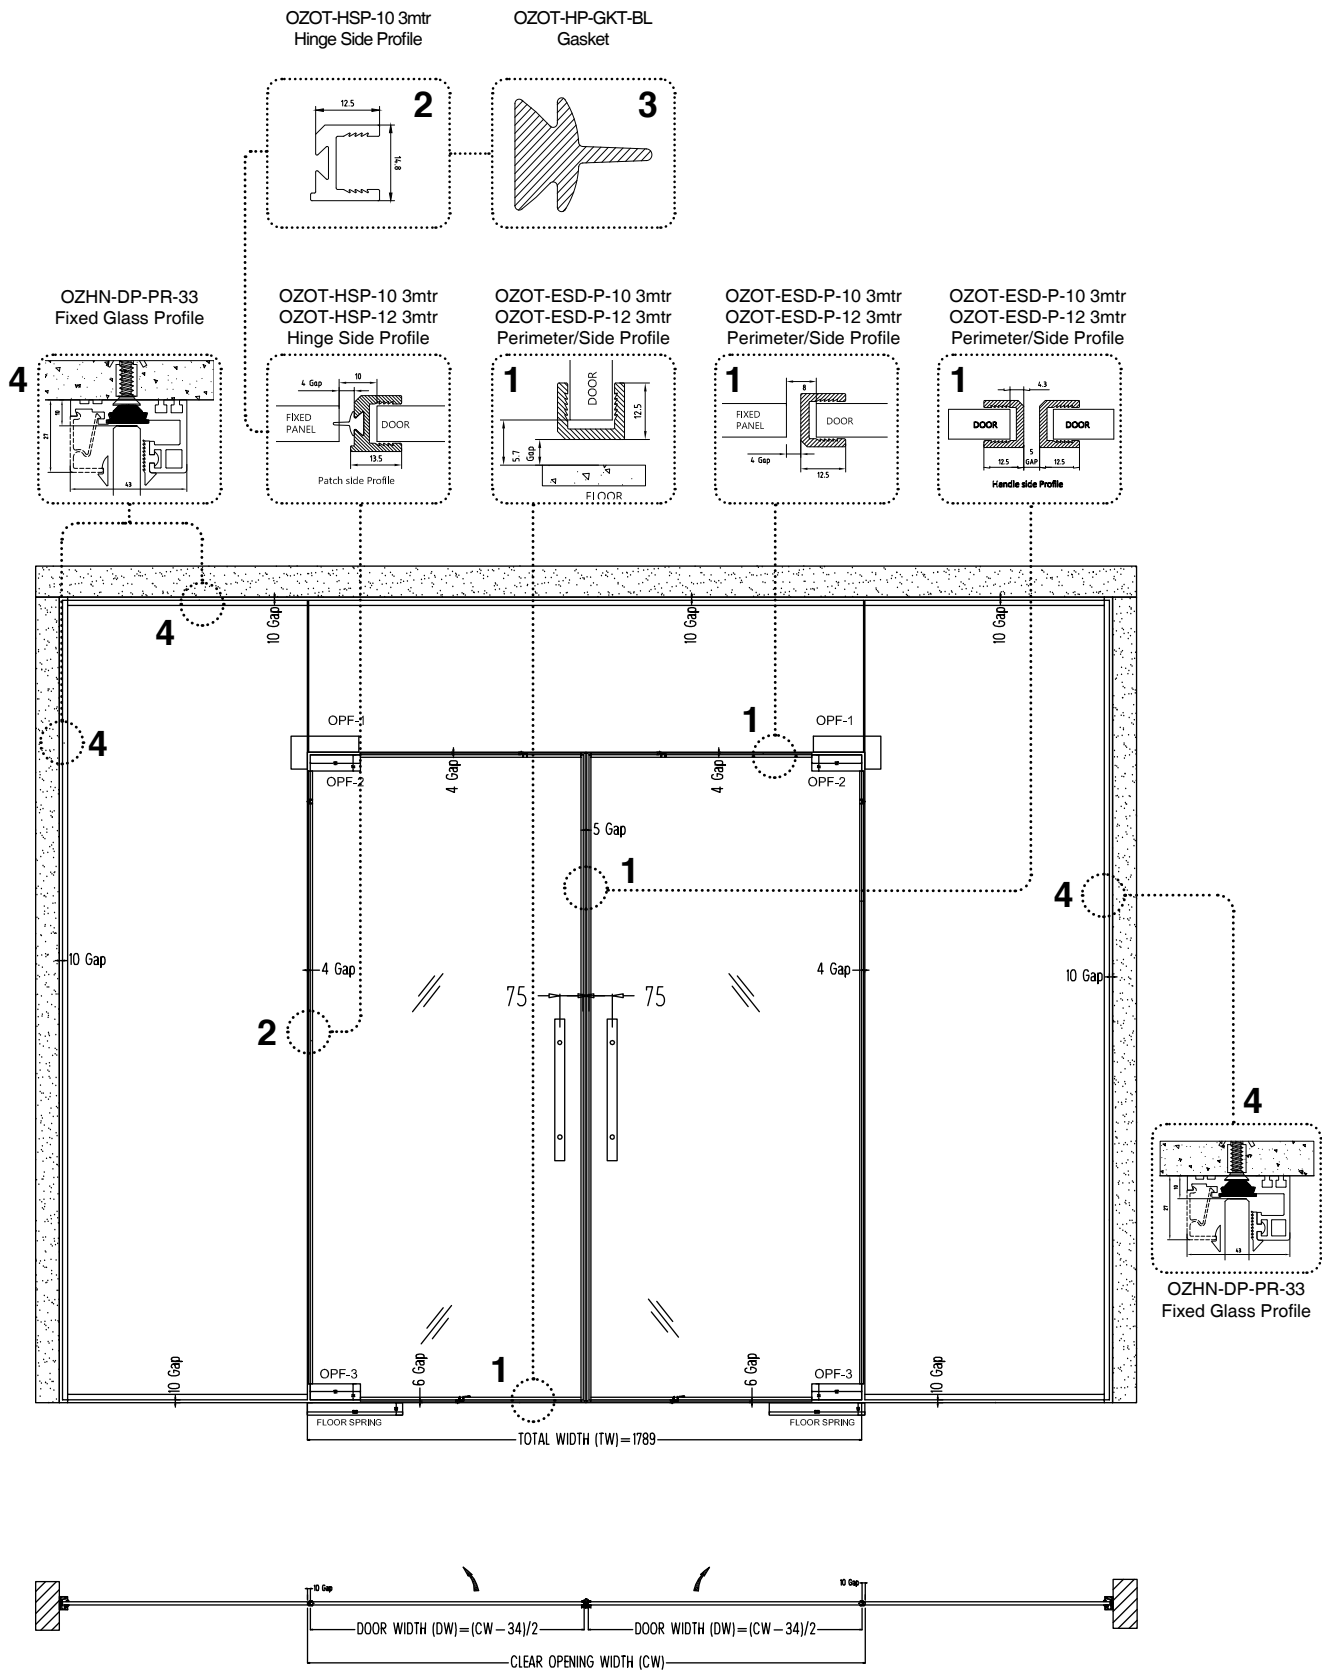 OZOT-HSP-10 3mtr
Hinge Side Profile
OZOT-HP-GKT-BL
Gasket
2
12.5
14.8
3
OZHN-DP-PR-33
Fixed Glass Profile
4
10
27
43
OZOT-HSP-10 3mtr
OZOT-HSP-12 3mtr
Hinge Side Profile
10
4 Gap
FIXED
PANEL
DOOR
13.5
Patch side Profile
OZOT-ESD-P-10 3mtr
OZOT-ESD-P-12 3mtr
Perimeter/Side Profile
1
DOOR
12.5
5.7
Gap
FLOOR
OZOT-ESD-P-10 3mtr
OZOT-ESD-P-12 3mtr
Perimeter/Side Profile
1
8
FIXED
PANEL
DOOR
4 Gap
12.5
OZOT-ESD-P-10 3mtr
OZOT-ESD-P-12 3mtr
Perimeter/Side Profile
1
4.3
DOOR
DOOR
12.5
5
GAP
12.5
Handle side Profile
4
10 Gap
10 Gap
10 Gap
4
OPF-1
1
OPF-1
OPF-2
4 Gap
4 Gap
OPF-2
5 Gap
1
4
10 Gap
4 Gap
4 Gap
10 Gap
75
75
2
4
10
27
43
OZHN-DP-PR-33
Fixed Glass Profile
10 Gap
OPF-3
6 Gap
1
6 Gap
OPF-3
10 Gap
FLOOR SPRING
FLOOR SPRING
TOTAL WIDTH (TW)=1789
10 Gap
10 Gap
DOOR WIDTH (DW)=(CW-34)/2
DOOR WIDTH (DW)=(CW-34)/2
CLEAR OPENING WIDTH (CW)